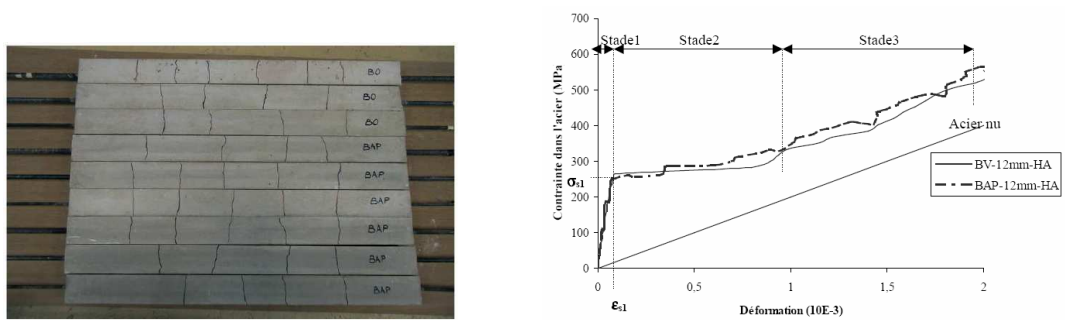 BO
BO
BO
BAP
BAP
BAP
BAP
BAP
BAP
700
600
500
400
300
200
100
0
Contrainte dans l'acier (MPa
σs1
Stade1
Stade2
Stade3
Acier nu
BV-12mm-HA
BAP-12mm-HA
0
0,5
1
1,5
2
εs1
Déformation (10E-3)